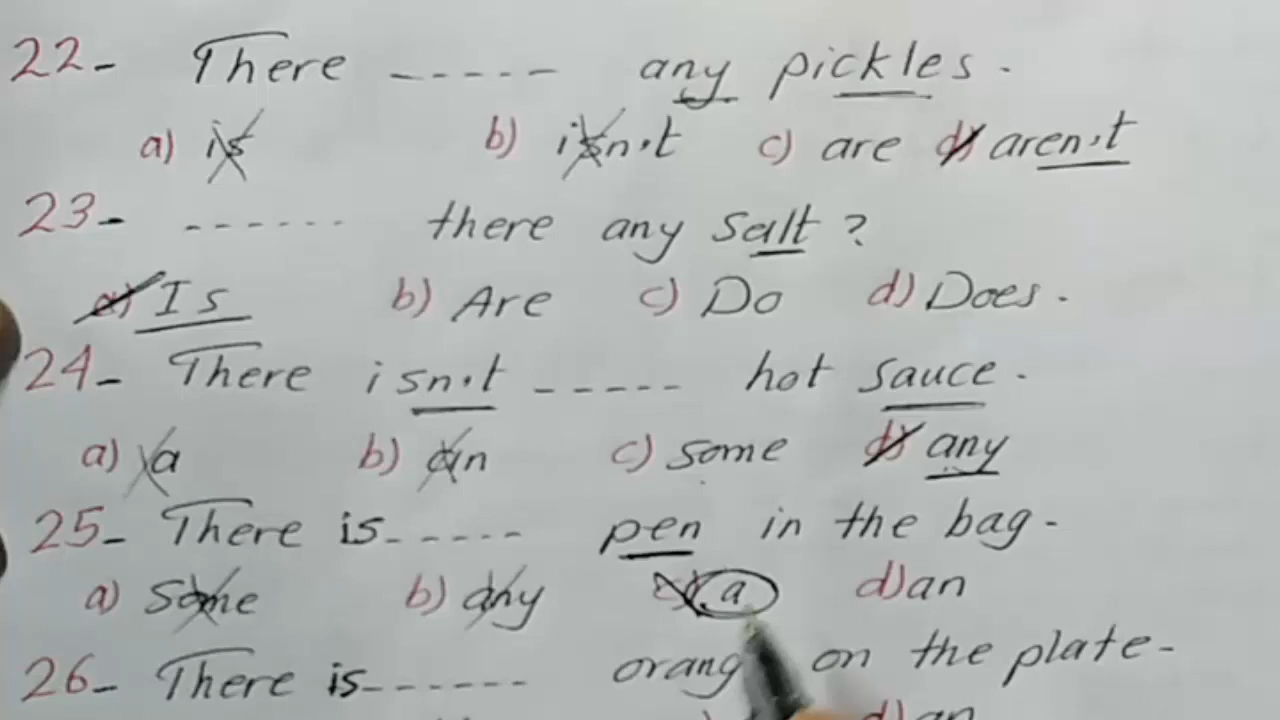 22- There ----- any pickles.
a) is b) isn't c) are d) aren't
23- ------ there any salt?
a) Is b) Are c) Do d) Does.
24- There isn't ----- hot sauce.
a) a b) an c) some d) any
25- There is ----- pen in the bag.
a) Some b) any c) a d) an
26- There is ------ on the plate-
d) an